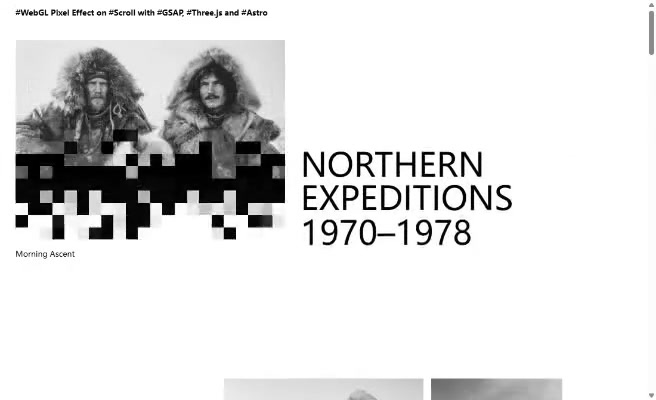 #WebGL Pixel Effect on #Scroll with #GSAP, #Three.js and #Astro
NORTHERN
EXPEDITIONS
1970–1978
Morning Ascent